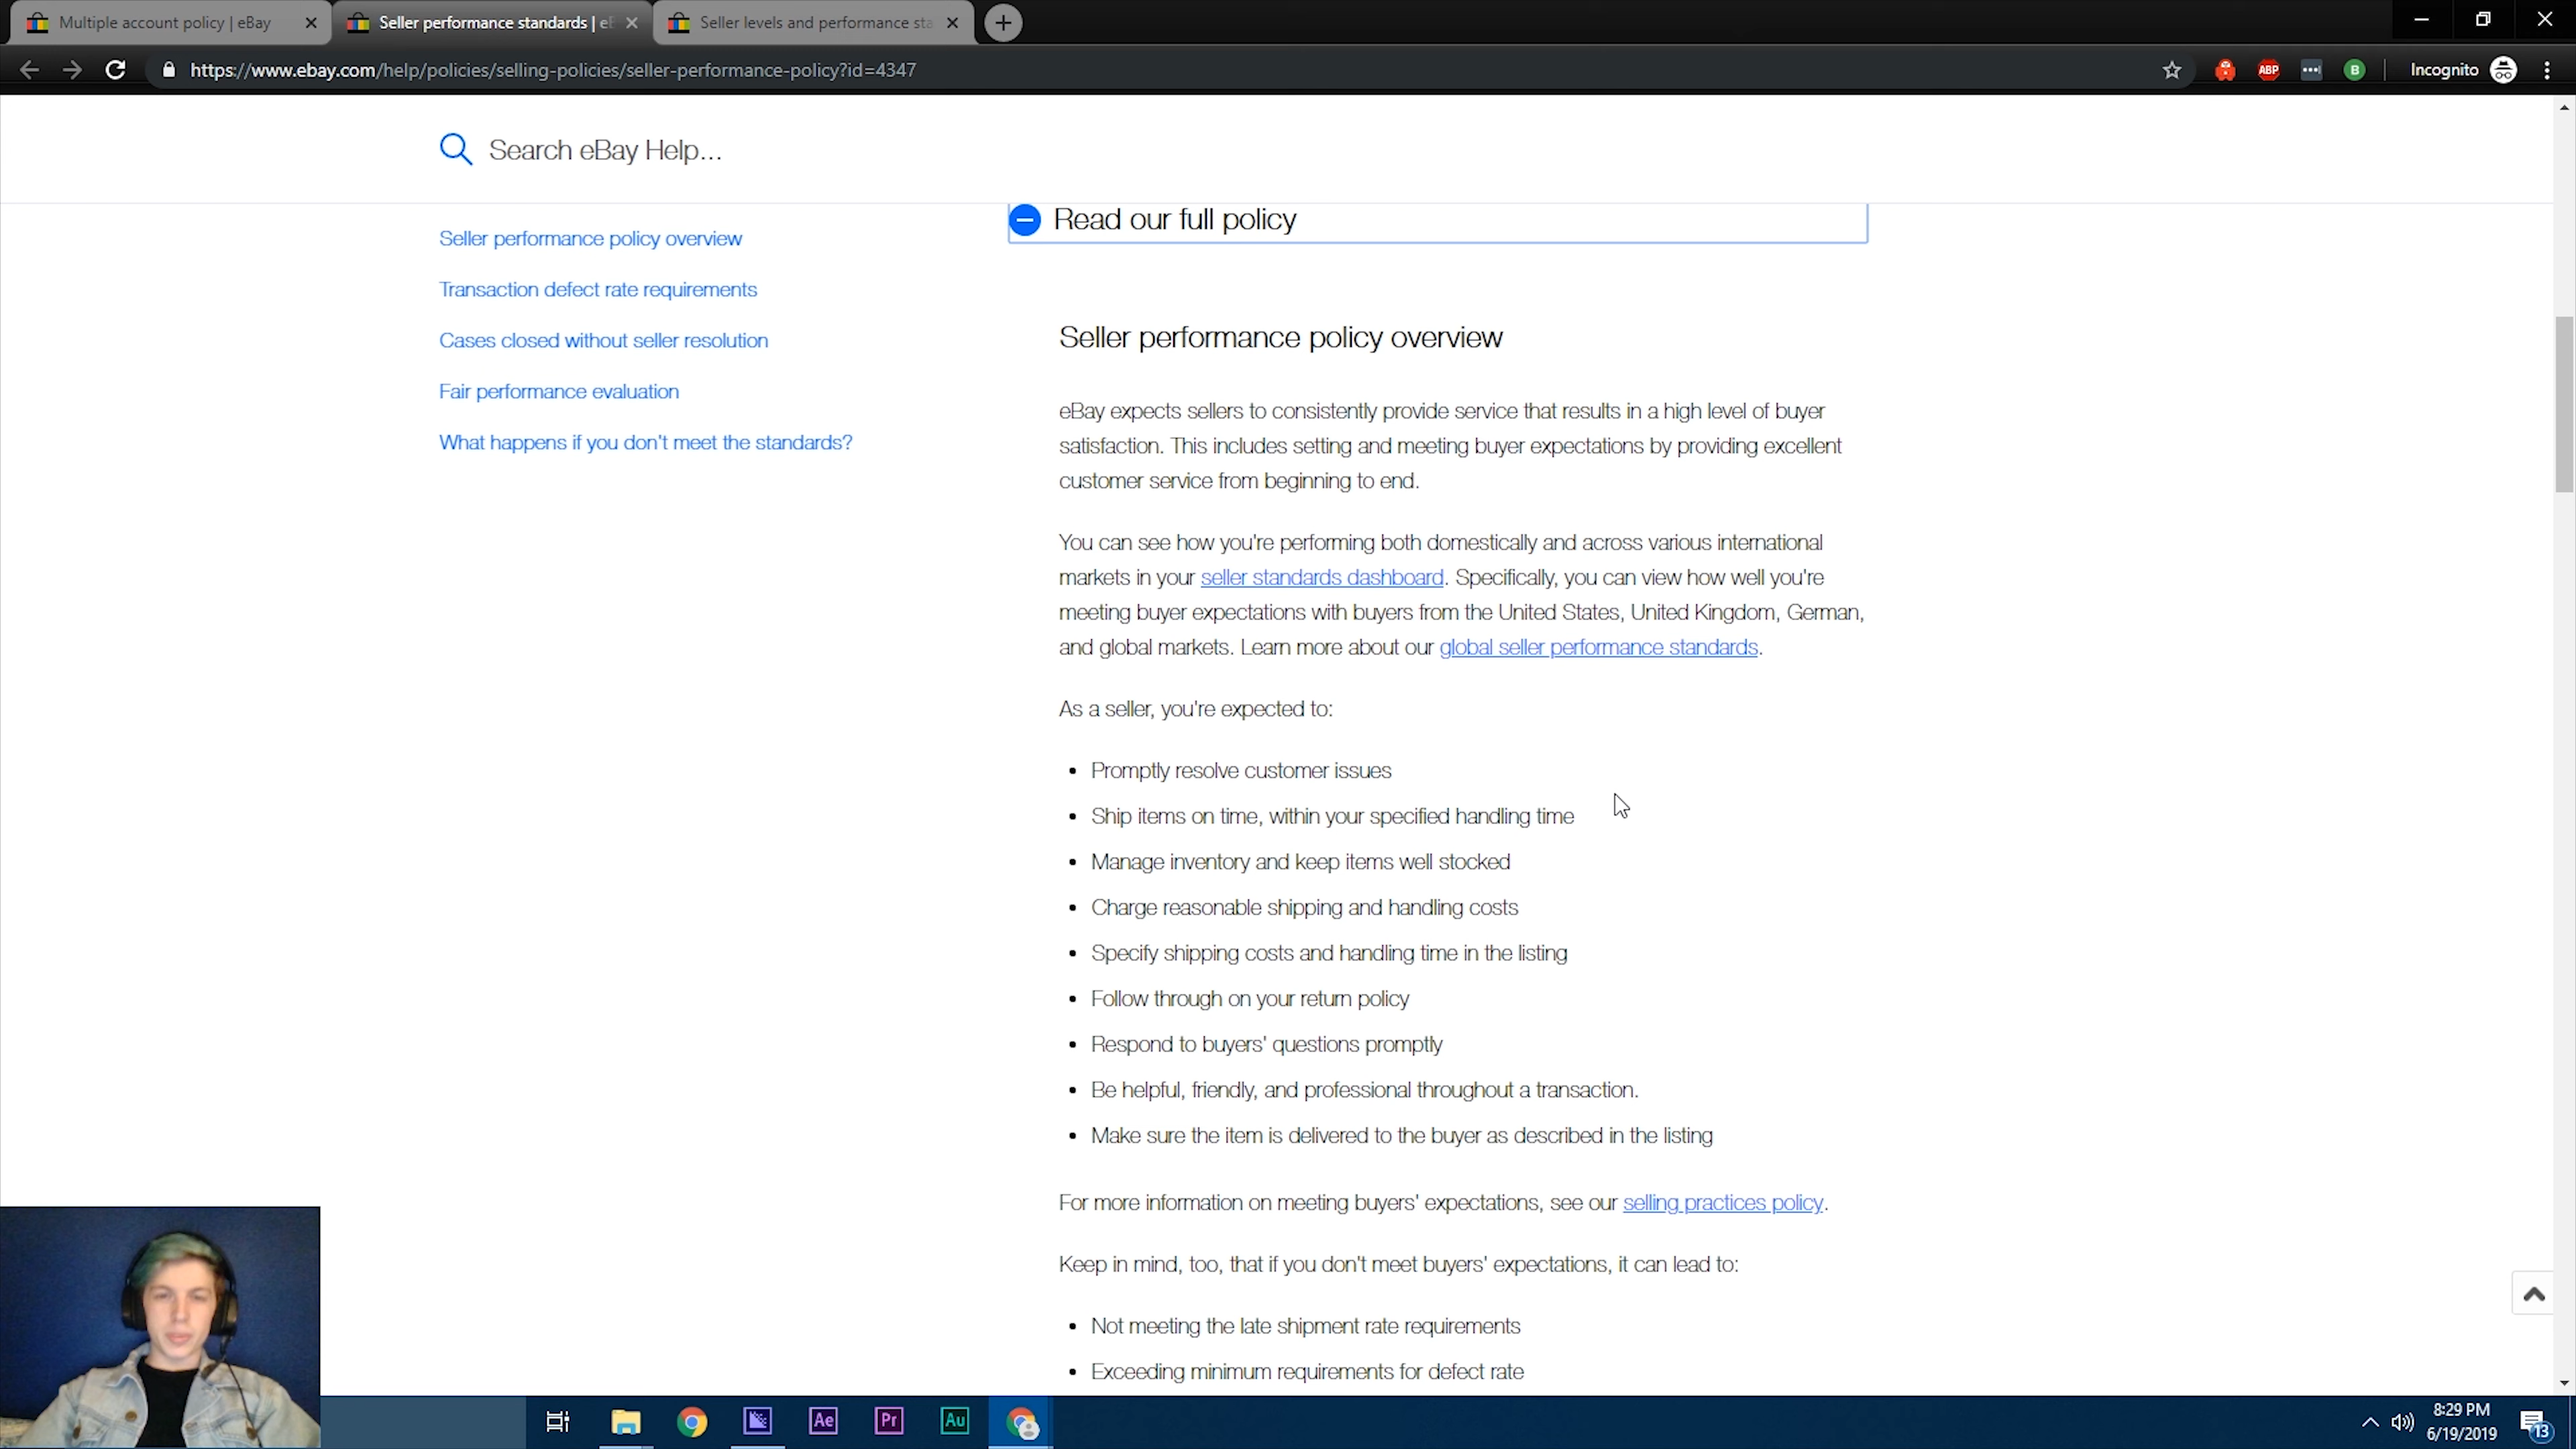 Multiple account policy | eBay
Seller performance standards | eB
Seller levels and performance sta
https://www.ebay.com/help/policies/selling-policies/seller-performance-policy?id=4347
ABP
B
Incognito
Search eBay Help...
Seller performance policy overview
Transaction defect rate requirements
Cases closed without seller resolution
Fair performance evaluation
What happens if you don't meet the standards?
Read our full policy
Seller performance policy overview
eBay expects sellers to consistently provide service that results in a high level of buyer
satisfaction. This includes setting and meeting buyer expectations by providing excellent
customer service from beginning to end.
You can see how you're performing both domestically and across various international
markets in your seller standards dashboard. Specifically, you can view how well you're
meeting buyer expectations with buyers from the United States, United Kingdom, German,
and global markets. Learn more about our global seller performance standards.
As a seller, you're expected to:
• Promptly resolve customer issues
• Ship items on time, within your specified handling time
• Manage inventory and keep items well stocked
• Charge reasonable shipping and handling costs
• Specify shipping costs and handling time in the listing
• Follow through on your return policy
• Respond to buyers' questions promptly
• Be helpful, friendly, and professional throughout a transaction.
• Make sure the item is delivered to the buyer as described in the listing
For more information on meeting buyers' expectations, see our selling practices policy.
Keep in mind, too, that if you don't meet buyers' expectations, it can lead to:
• Not meeting the late shipment rate requirements
• Exceeding minimum requirements for defect rate
Ae
Pr
Au
8:29 PM
6/19/2019
13